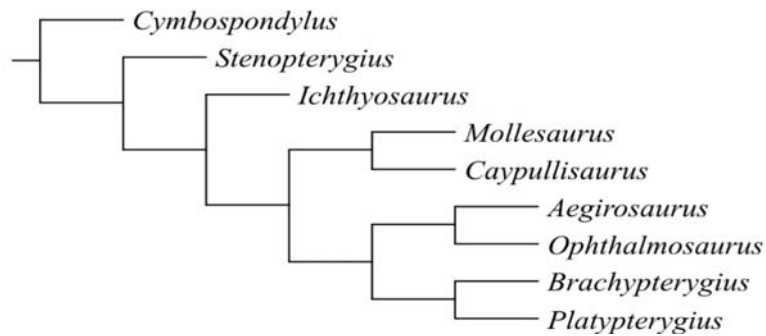 Cymbospondylus
Stenopterygius
Ichthyosaurus
Mollesaurus
Caypullisaurus
Aegirosaurus
Ophthalmosaurus
Brachypterygius
Platypterygius